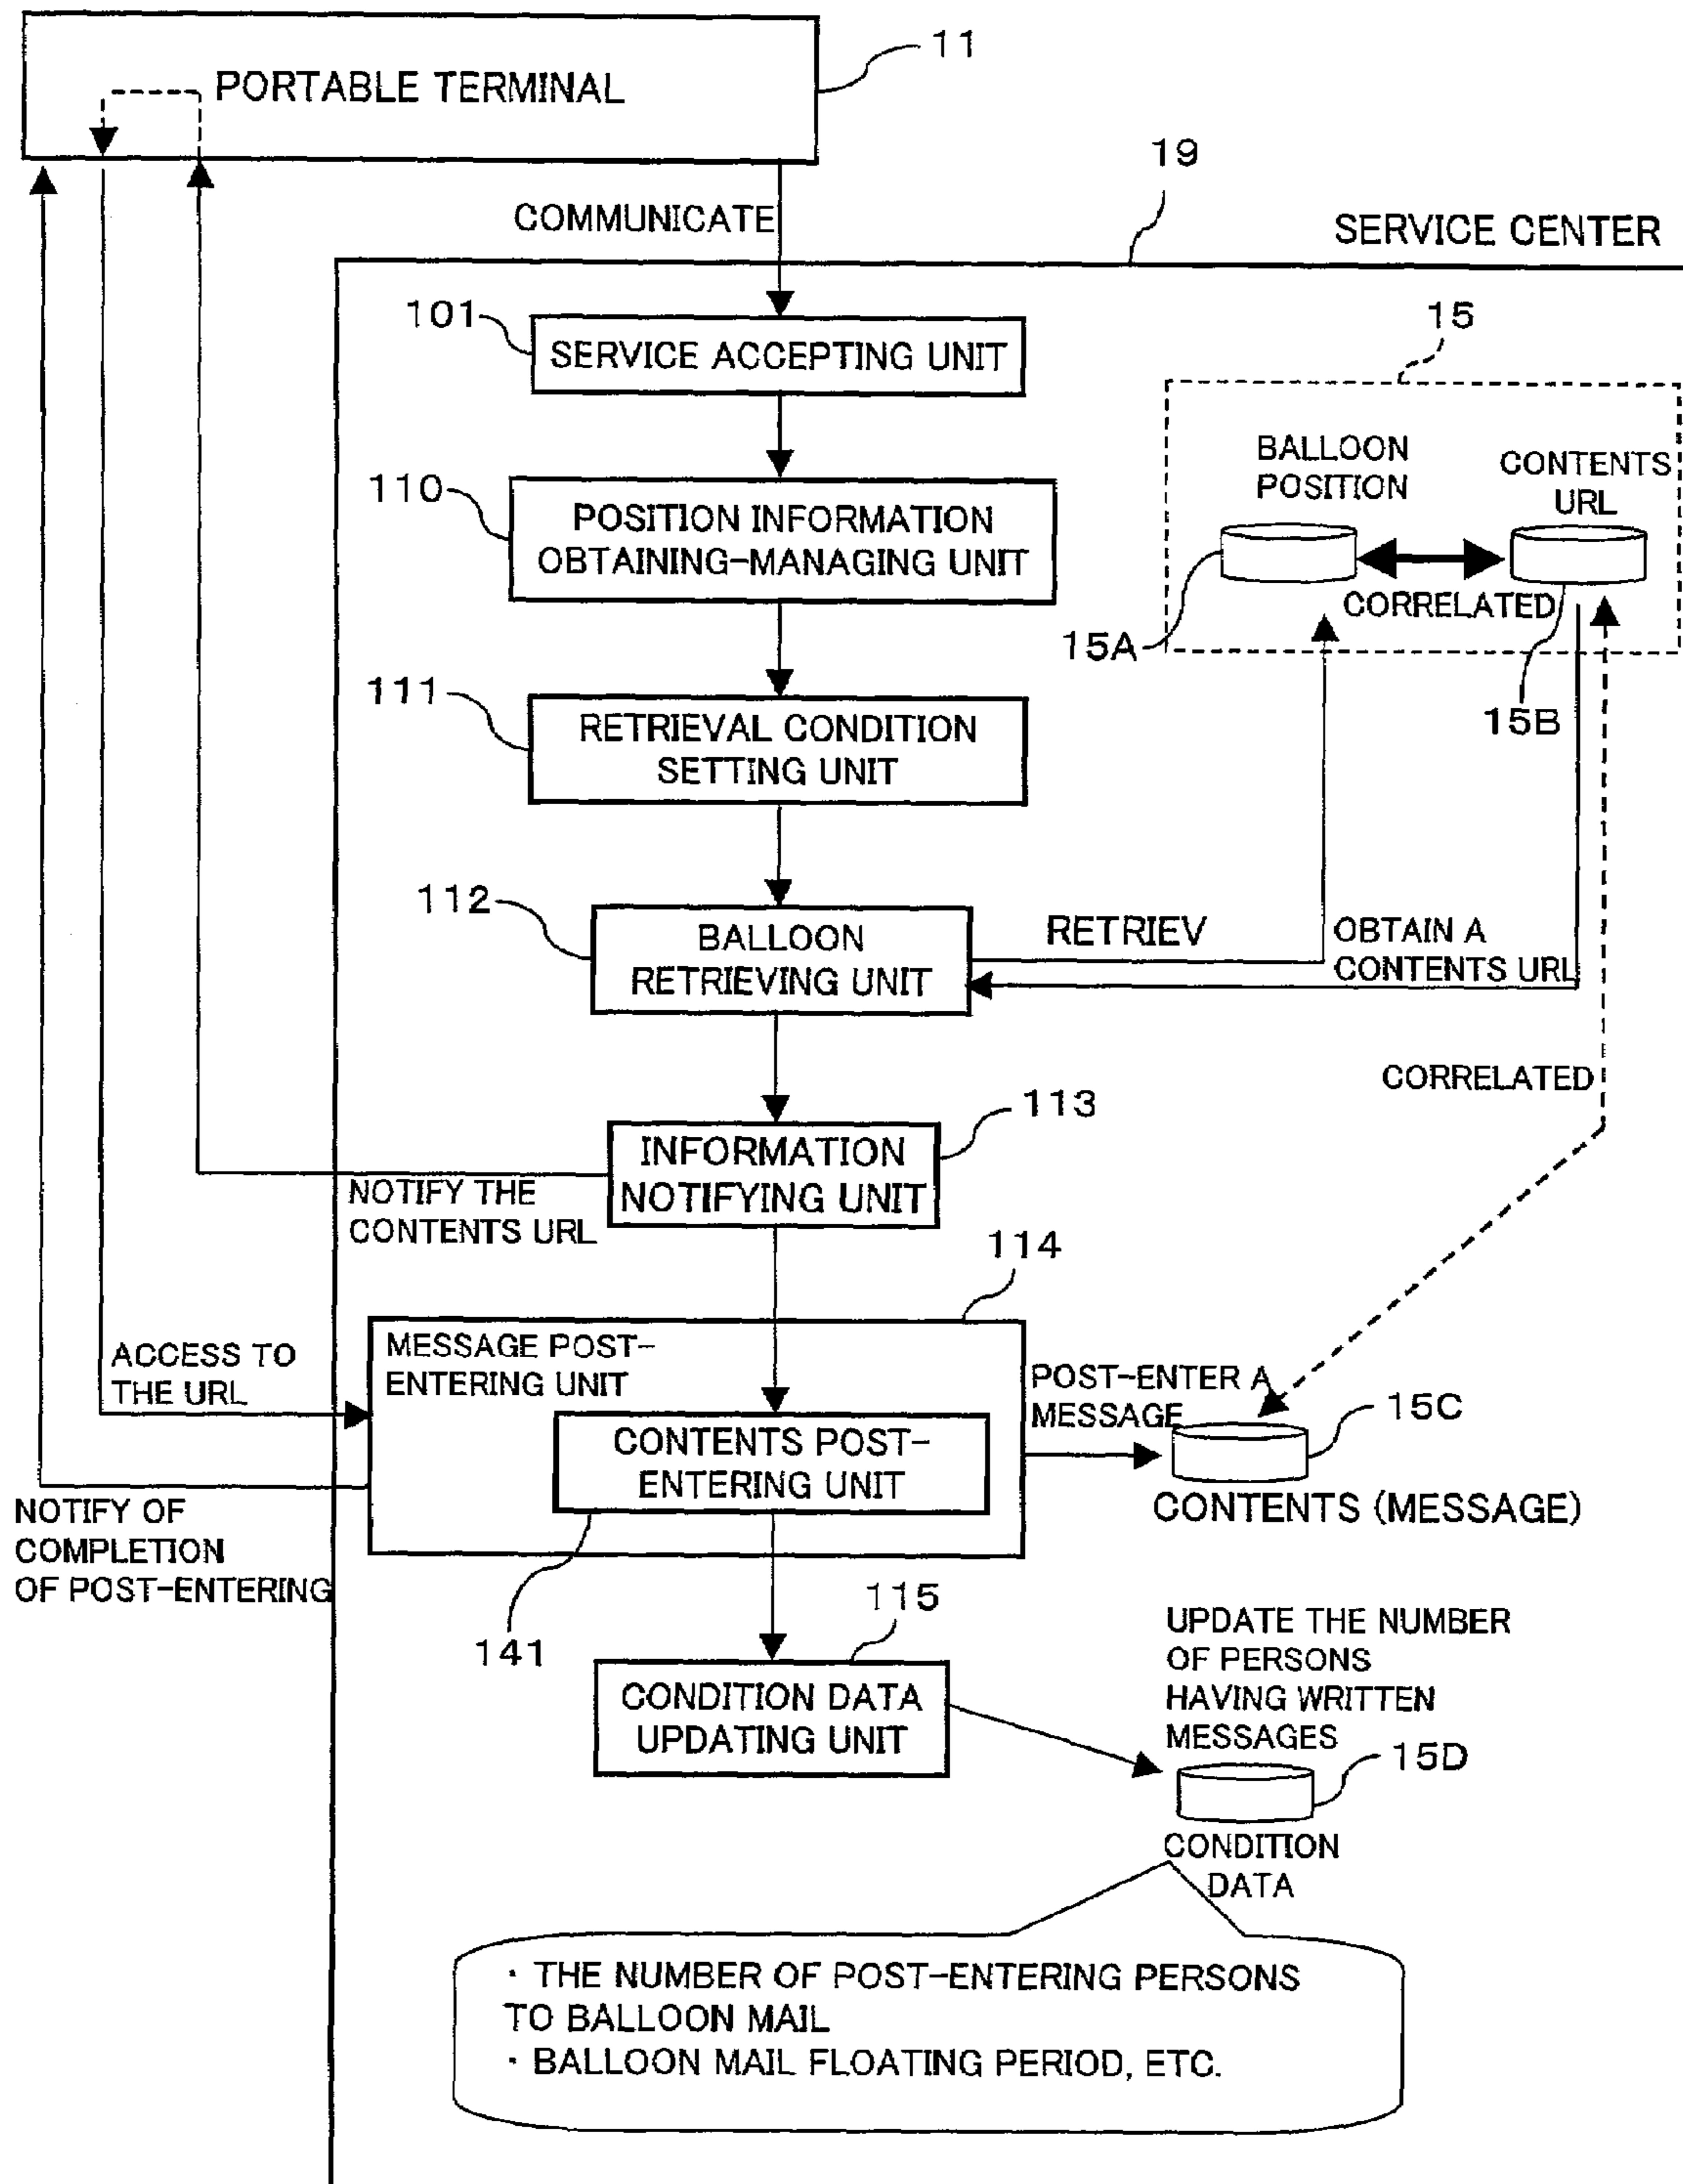 11
PORTABLE TERMINAL
19
COMMUNICATE
SERVICE CENTER
101
SERVICE ACCEPTING UNIT
15
BALLOON
POSITION
CONTENTS
URL
110
POSITION INFORMATION
OBTAINING-MANAGING UNIT
CORRELATED
15A
15B
111
RETRIEVAL CONDITION
SETTING UNIT
112
BALLOON
RETRIEVING UNIT
RETRIEV
OBTAIN A
CONTENTS URL
CORRELATED
113
INFORMATION
NOTIFYING UNIT
NOTIFY THE
CONTENTS URL
114
MESSAGE POST-
ENTERING UNIT
ACCESS TO
THE URL
POST-ENTER A
MESSAGE
15C
CONTENTS POST-
ENTERING UNIT
CONTENTS (MESSAGE)
NOTIFY OF
COMPLETION
OF POST-ENTERING
141
115
CONDITION DATA
UPDATING UNIT
UPDATE THE NUMBER
OF PERSONS
HAVING WRITTEN
MESSAGES
15D
CONDITION
DATA
· THE NUMBER OF POST-ENTERING PERSONS
TO BALLOON MAIL
· BALLOON MAIL FLOATING PERIOD, ETC.